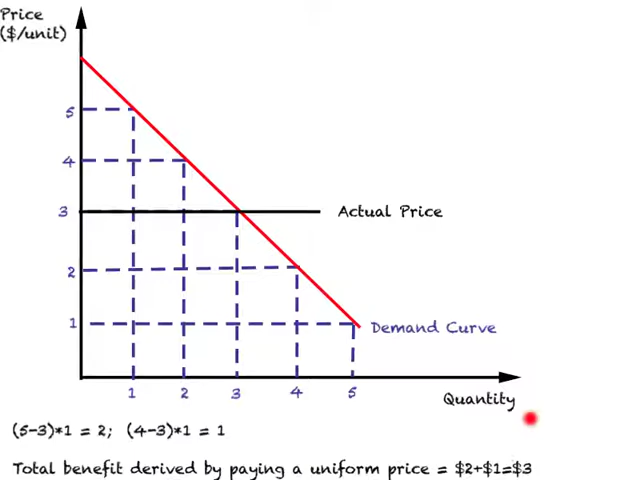 Price
($/unit)
5
4
3
Actual Price
2
1
Demand Curve
1 2 3 4 5
Quantity
(5-3)*1 = 2; (4-3)*1 = 1
Total benefit derived by paying a uniform price = $2+$1=$3